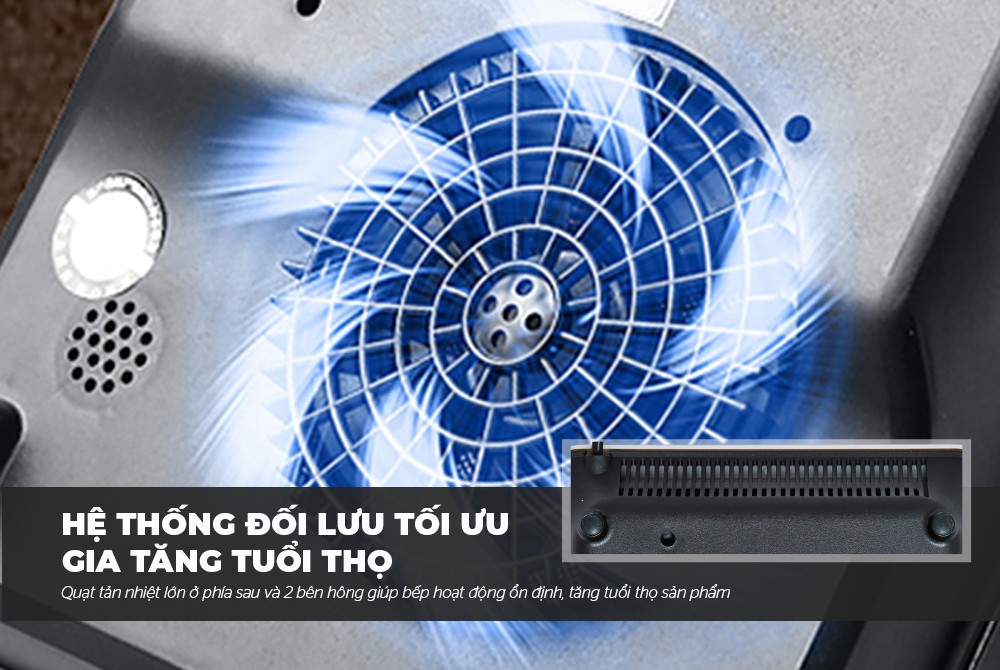 HỆ THỐNG ĐỐI LƯU TỐI ƯU
GIA TĂNG TUỔI THỌ
Quạt tản nhiệt lớn ở phía sau và 2 bên hông giúp bếp hoạt động ổn định, tăng tuổi thọ sản phẩm